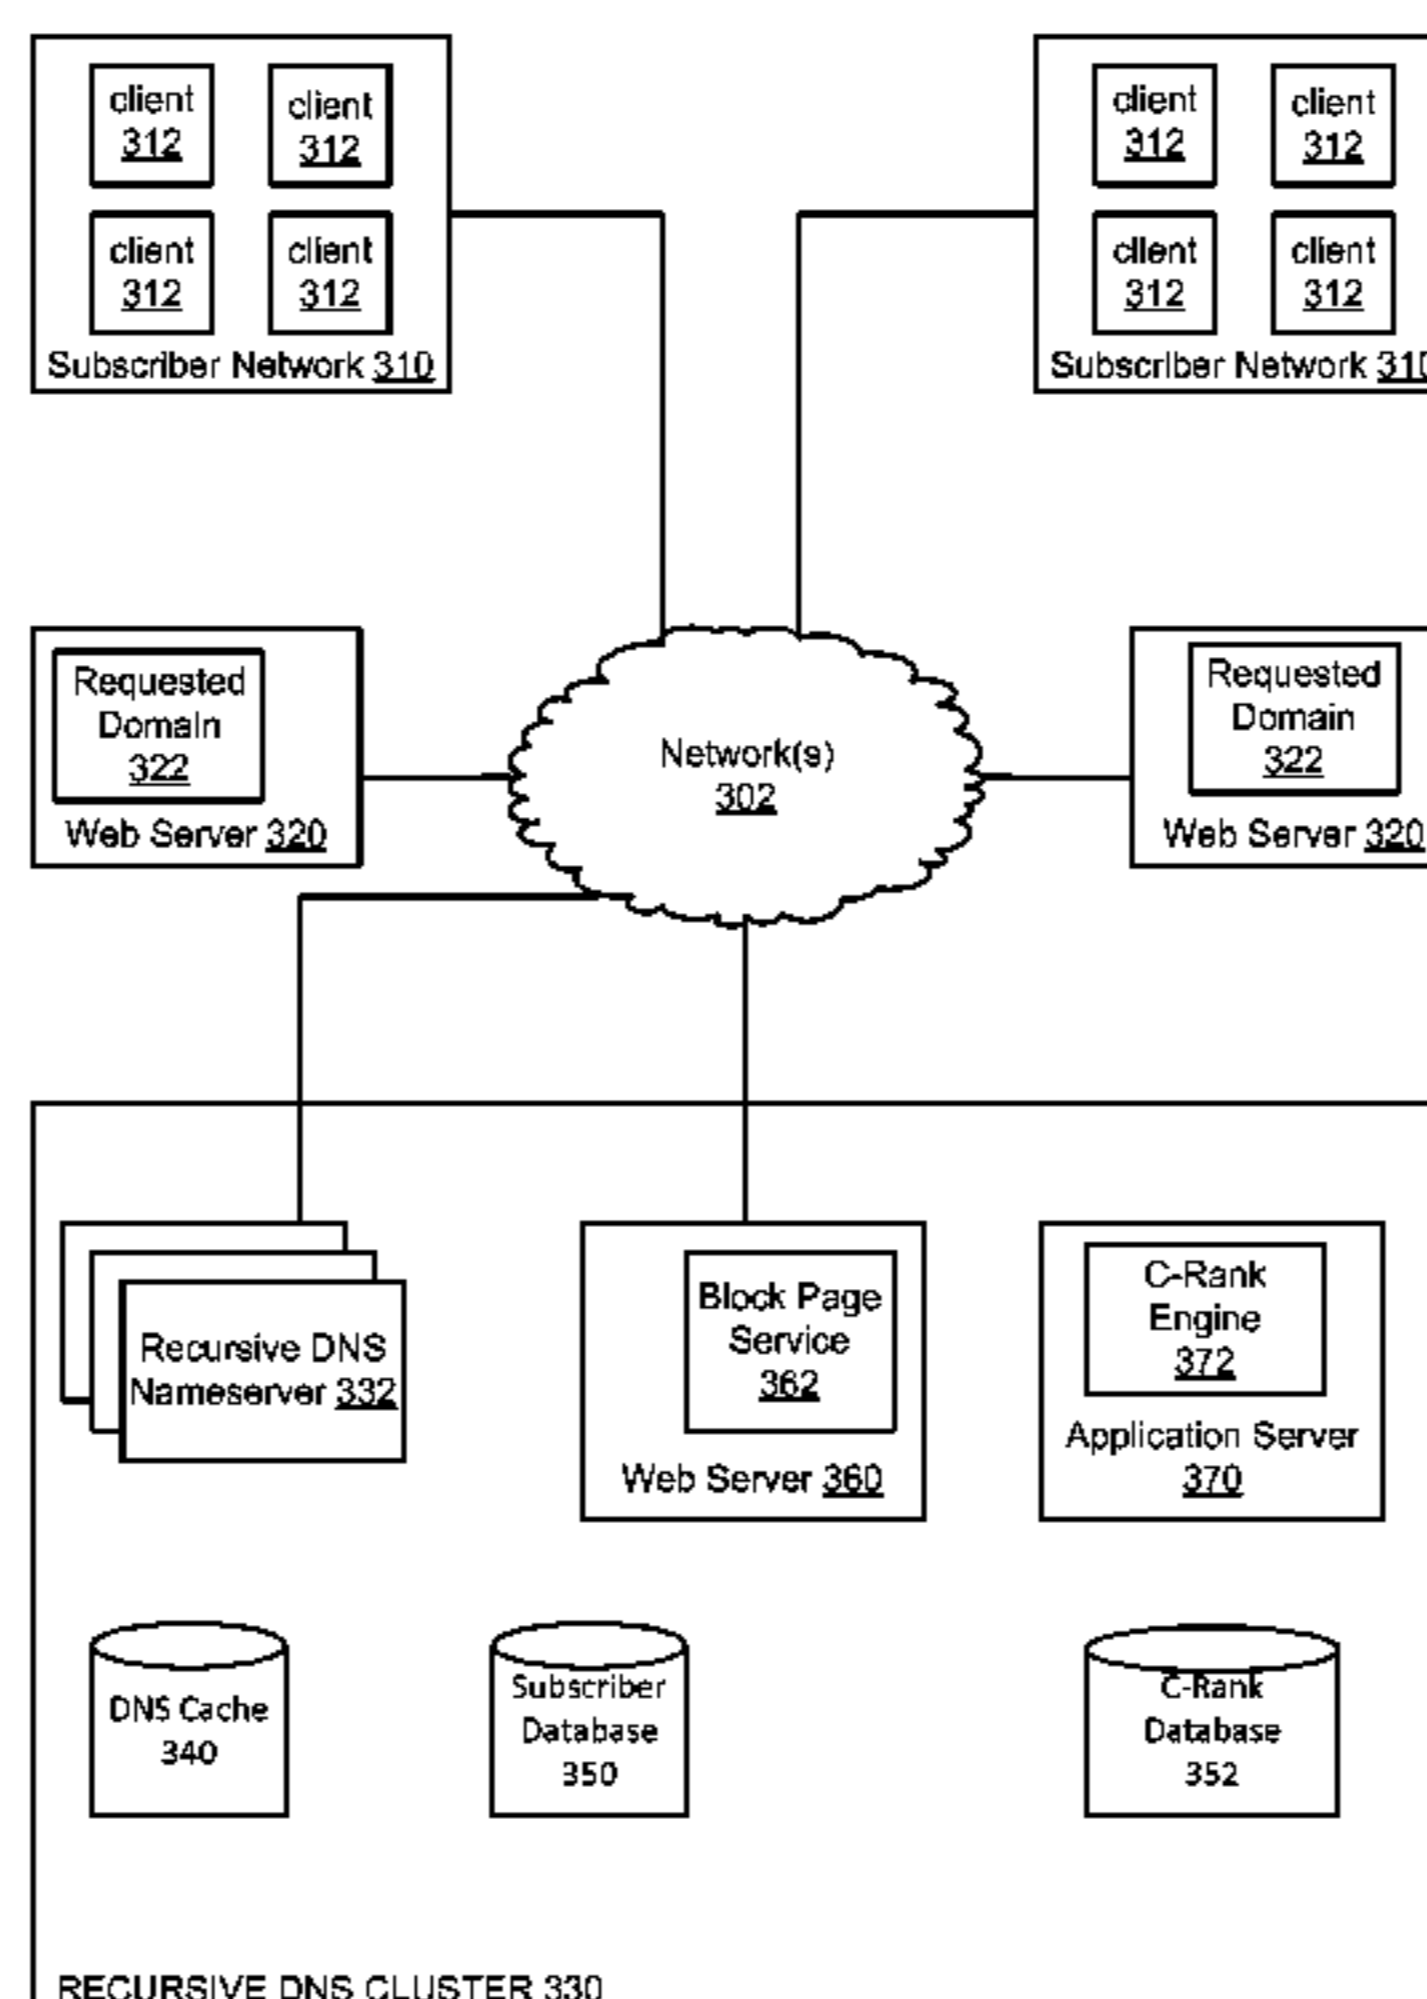 client
312
client
312
client
312
client
312
Subscriber Network 310
client
312
client
312
client
312
client
312
Subscriber Network 310
Requested
Domain
322
Web Server 320
Network(s)
302
Requested
Domain
322
Web Server 320
Recursive DNS
Nameserver 332
Block Page
Service
362
Web Server 360
C-Rank
Engine
372
Application Server
370
DNS Cache
340
Subscriber
Database
350
C-Rank
Database
352
RECURSIVE DNS CLUSTER 330